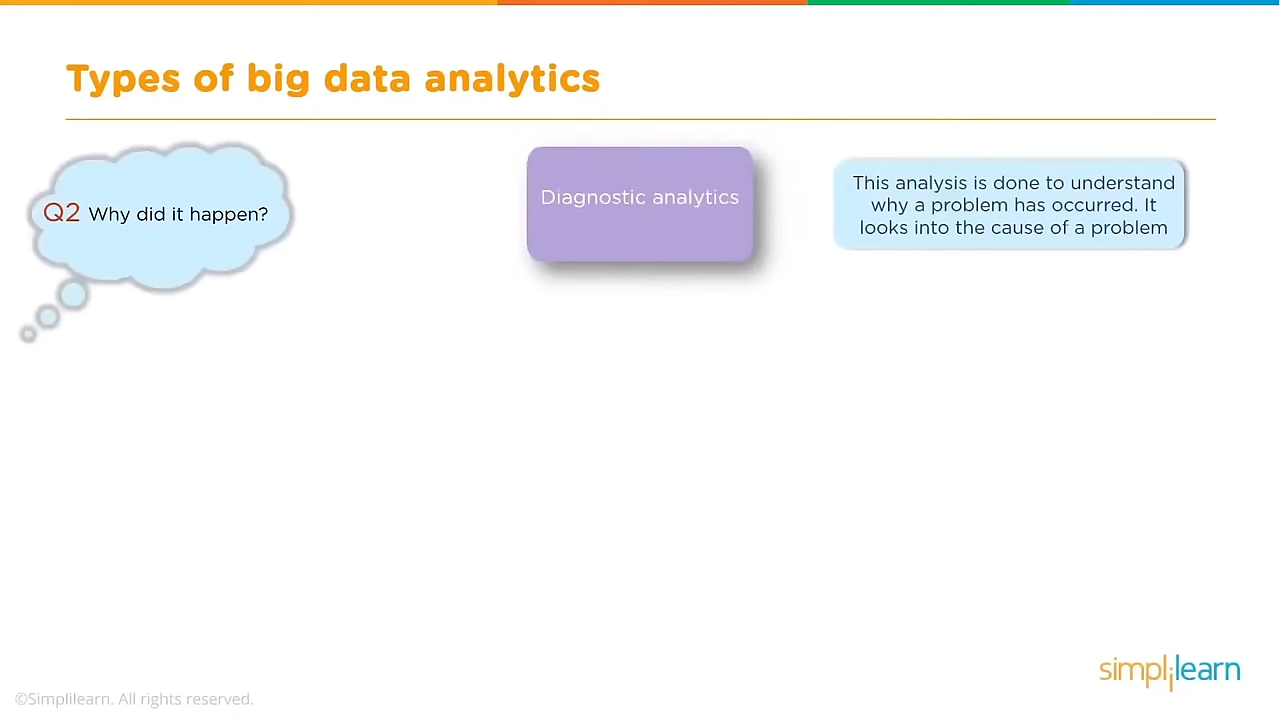 Types of big data analytics
Q2 Why did it happen?
Diagnostic analytics
This analysis is done to understand
why a problem has occurred. It
looks into the cause of a problem
simplilearn
©Simplilearn. All rights reserved.